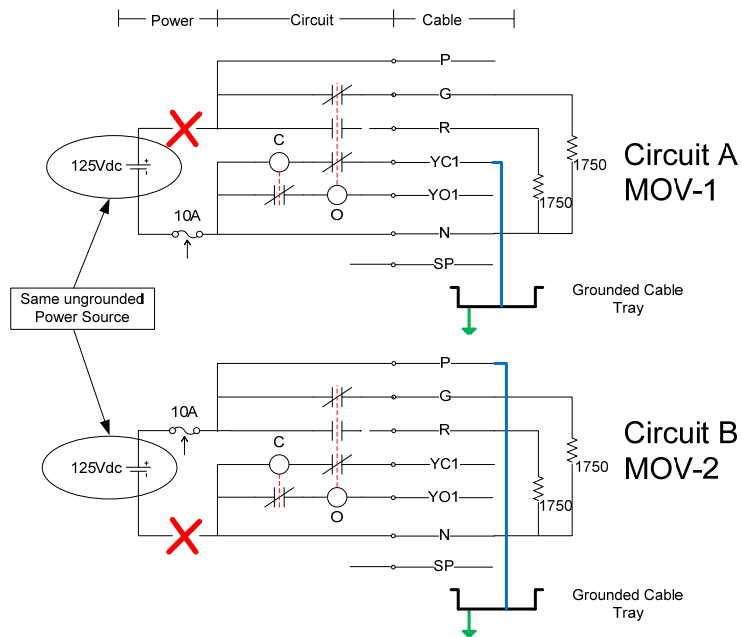 Power Circuit Cable
P
G
R
C
YC1
125Vdc
+
-
YO1
1750
1750
O
10A
N
SP
Circuit A
MOV-1
Same ungrounded
Power Source
Grounded Cable
Tray
P
G
10A
R
C
YC1
125Vdc
+
-
YO1
1750
1750
O
N
SP
Circuit B
MOV-2
Grounded Cable
Tray